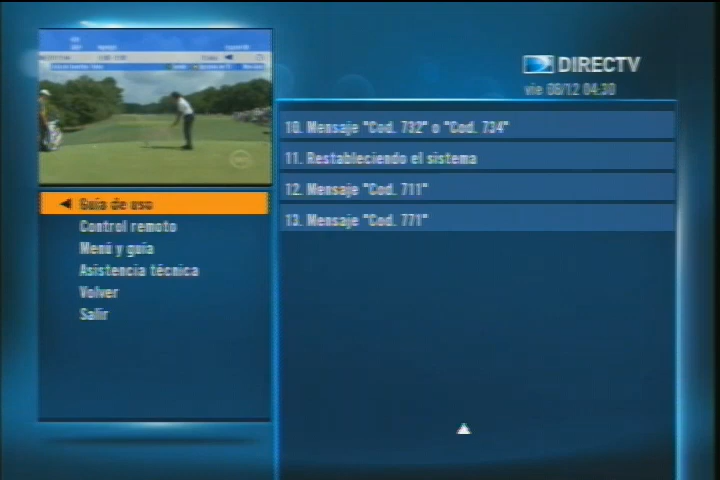 DIRECTV
vie 08/12 04:30
10. Mensaje "Cod. 732" o "Cod. 734"
11. Restableciendo el sistema
12. Mensaje "Cod. 711"
13. Mensaje "Cod. 771"
Guía de uso
Control remoto
Menú y guía
Asistencia técnica
Volver
Salir